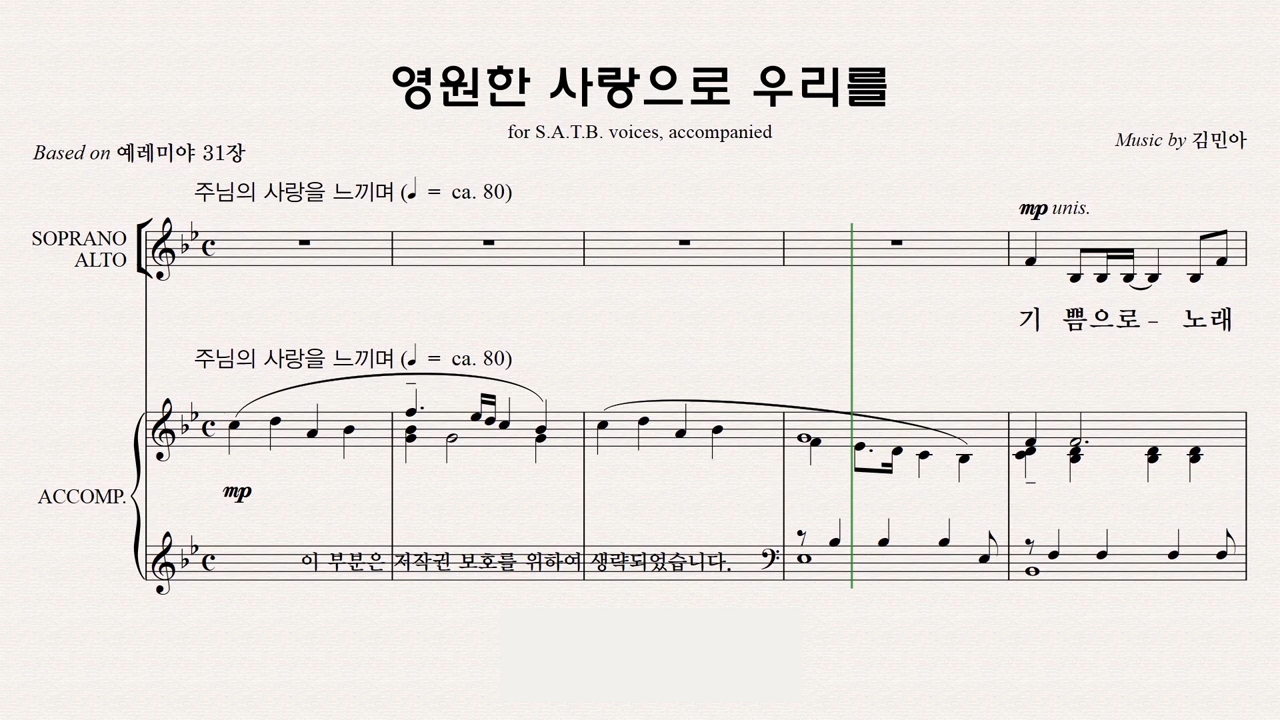 영원한 사랑으로 우리를
for S.A.T.B. voices, accompanied
Based on 예레미야 31장
Music by 김민아
주님의 사랑을 느끼며 (♩ = ca. 80)
mp unis.
SOPRANO
ALTO
기 쁨으로 – 노래
주님의 사랑을 느끼며 (♩ = ca. 80)
mp
ACCOMP.
이 부분은 저작권 보호를 위하여 생략되었습니다.